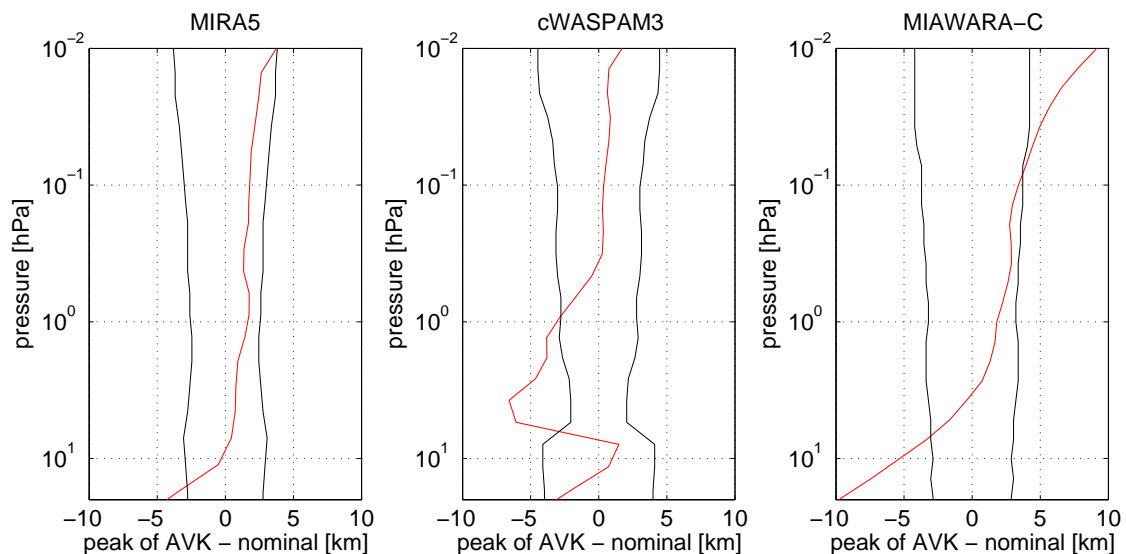 MIRA5
cWASPAM3
MIAWARA−C
10⁻²
10⁻¹
10⁰
10¹
pressure [hPa]
−10 −5 0 5 10
peak of AVK − nominal [km]
10⁻²
10⁻¹
10⁰
10¹
pressure [hPa]
−10 −5 0 5 10
peak of AVK − nominal [km]
10⁻²
10⁻¹
10⁰
10¹
pressure [hPa]
−10 −5 0 5 10
peak of AVK − nominal [km]